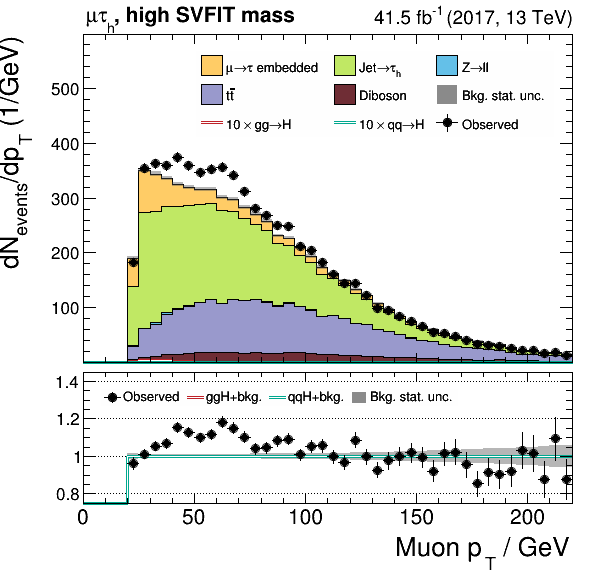 μτh, high SVFIT mass 41.5 fb-1 (2017, 13 TeV)
dNevents/dpT (1/GeV)
500
400
300
200
100
μ→τ embedded Jet→τh Z→ll
tt̄ Diboson Bkg. stat. unc.
10 × gg→H 10 × qq→H Observed
1.4
1.2
1
0.8
Observed ggH+bkg. qqH+bkg. Bkg. stat. unc.
0 50 100 150 200
Muon pT / GeV